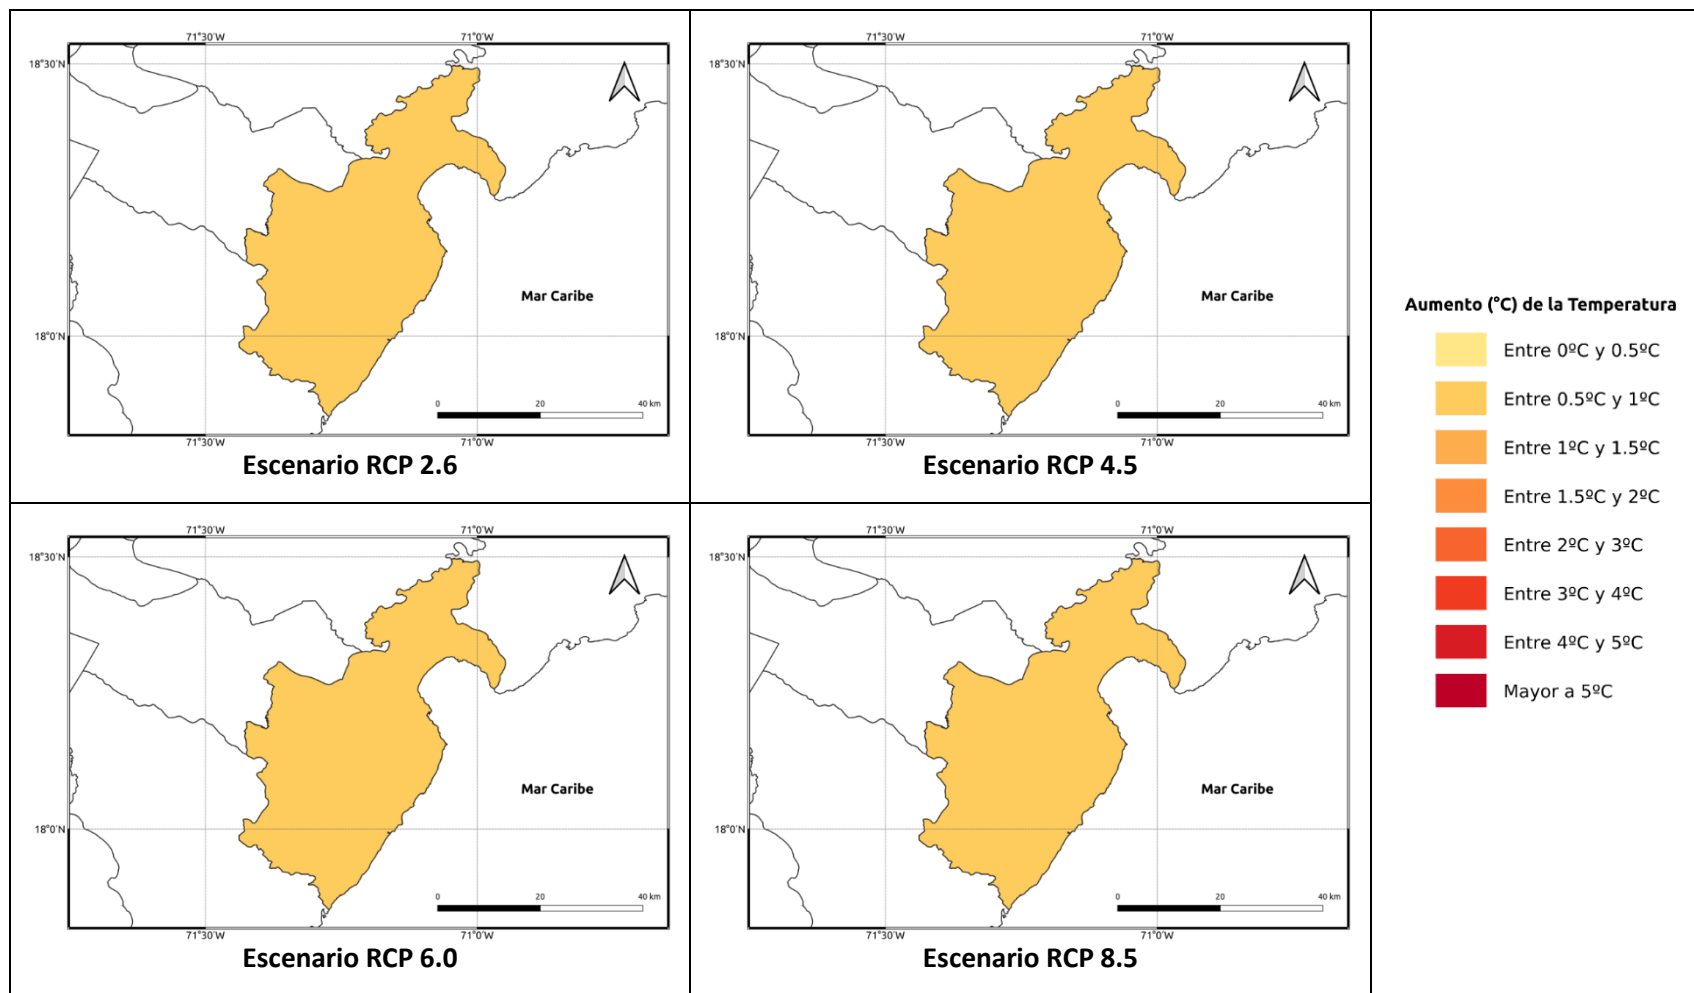 71°30'W 71°0'W
18°30'N
Mar Caribe
18°0'N
0 20 40 km
71°30'W 71°0'W
Escenario RCP 2.6
71°30'W 71°0'W
18°30'N
Mar Caribe
18°0'N
0 20 40 km
71°30'W 71°0'W
Escenario RCP 4.5
71°30'W 71°0'W
18°30'N
Mar Caribe
18°0'N
0 20 40 km
71°30'W 71°0'W
Escenario RCP 6.0
71°30'W 71°0'W
18°30'N
Mar Caribe
18°0'N
0 20 40 km
71°30'W 71°0'W
Escenario RCP 8.5
Aumento (°C) de la Temperatura
Entre 0ºC y 0.5ºC
Entre 0.5ºC y 1ºC
Entre 1ºC y 1.5ºC
Entre 1.5ºC y 2ºC
Entre 2ºC y 3ºC
Entre 3ºC y 4ºC
Entre 4ºC y 5ºC
Mayor a 5ºC